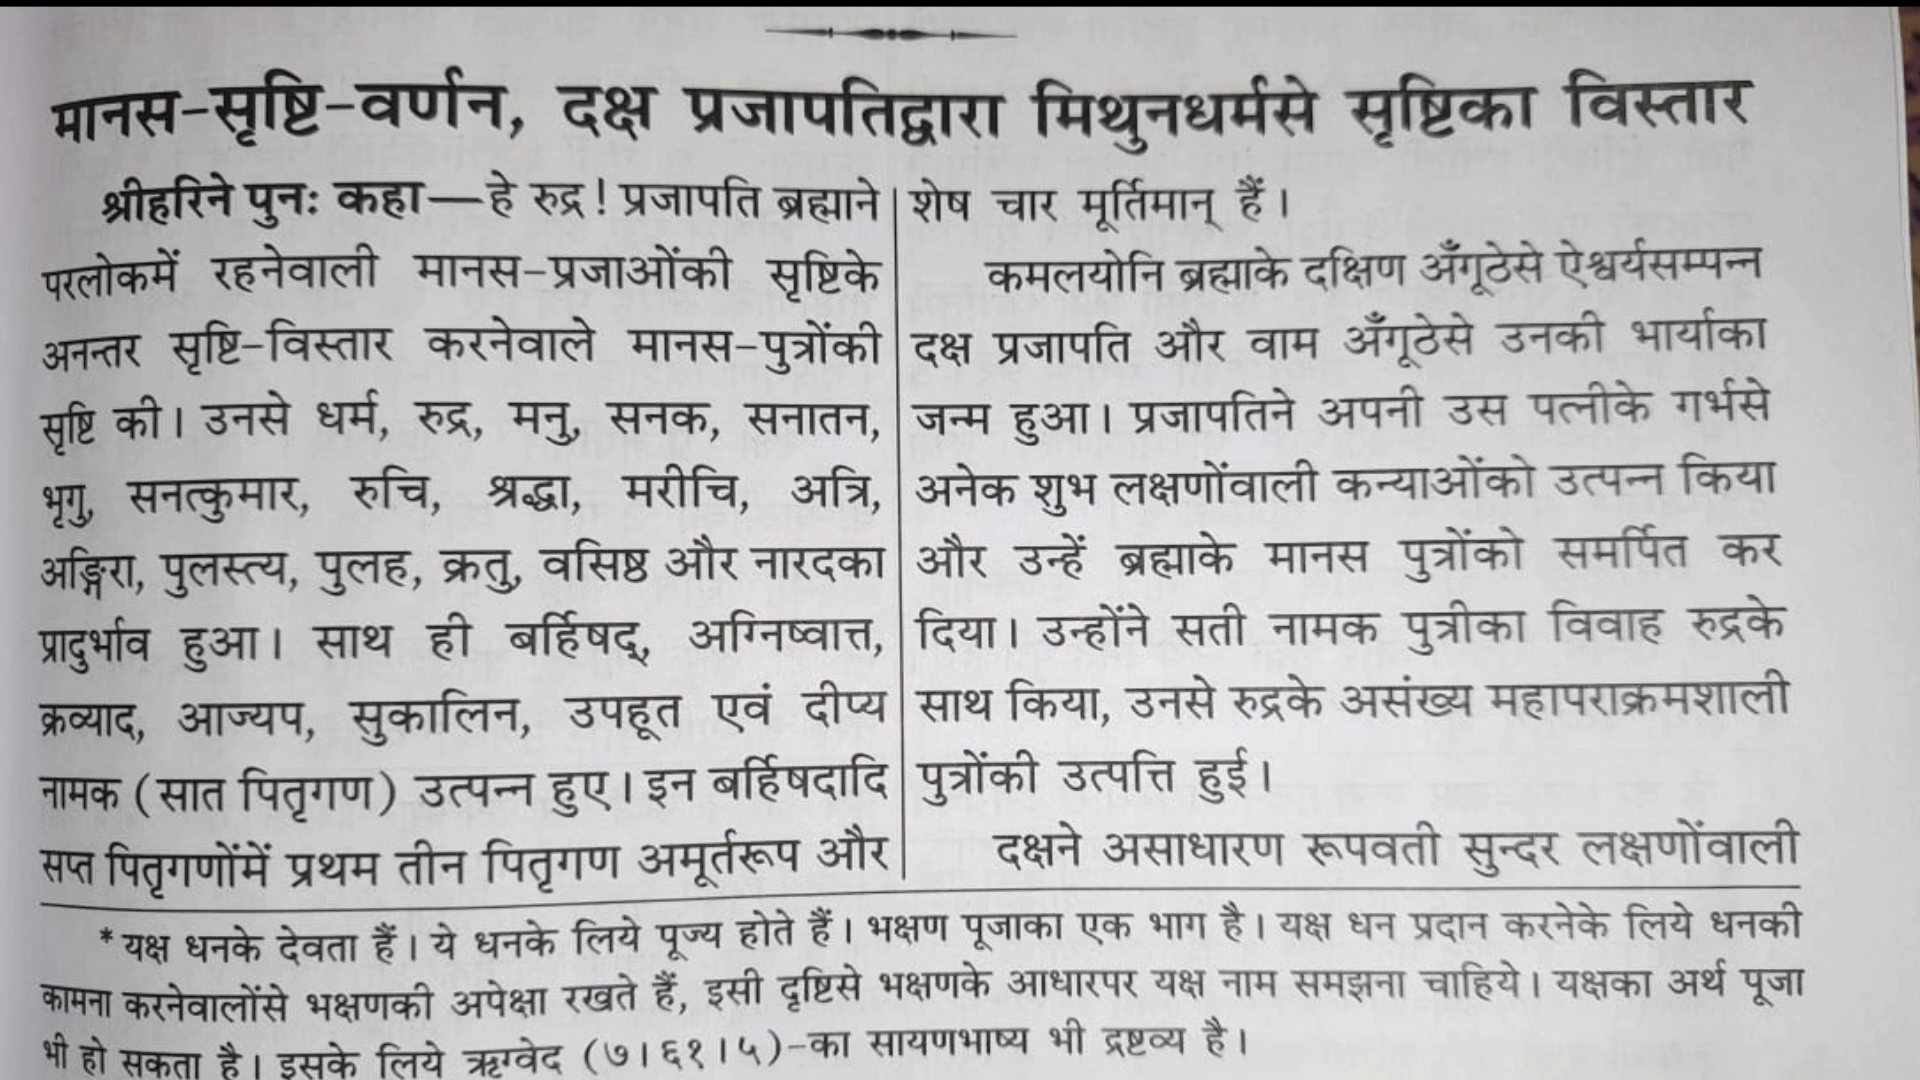 मानस-सृष्टि-वर्णन, दक्ष प्रजापतिद्वारा मिथुनधर्मसे सृष्टिका विस्तार
श्रीहरिने पुनः कहा—हे रुद्र! प्रजापति ब्रह्माने
परलोकमें रहनेवाली मानस-प्रजाओंकी सृष्टिके
अनन्तर सृष्टि-विस्तार करनेवाले मानस-पुत्रोंकी
सृष्टि की। उनसे धर्म, रुद्र, मनु, सनक, सनातन,
भृगु, सनत्कुमार, रुचि, श्रद्धा, मरीचि, अत्रि,
अङ्गिरा, पुलस्त्य, पुलह, क्रतु, वसिष्ठ और नारदका
प्रादुर्भाव हुआ। साथ ही बर्हिषद्, अग्निष्वात्त,
क्रव्याद, आज्यप, सुकालिन, उपहूत एवं दीप्य
नामक (सात पितृगण) उत्पन्न हुए। इन बर्हिषदादि
सप्त पितृगणोंमें प्रथम तीन पितृगण अमूर्तरूप और
शेष चार मूर्तिमान् हैं।
कमलयोनि ब्रह्माके दक्षिण अँगूठेसे ऐश्वर्यसम्पन्न
दक्ष प्रजापति और वाम अँगूठेसे उनकी भार्याका
जन्म हुआ। प्रजापतिने अपनी उस पत्नीके गर्भसे
अनेक शुभ लक्षणोंवाली कन्याओंको उत्पन्न किया
और उन्हें ब्रह्माके मानस पुत्रोंको समर्पित कर
दिया। उन्होंने सती नामक पुत्रीका विवाह रुद्रके
साथ किया, उनसे रुद्रके असंख्य महापराक्रमशाली
पुत्रोंकी उत्पत्ति हुई।
दक्षने असाधारण रूपवती सुन्दर लक्षणोंवाली
* यक्ष धनके देवता हैं। ये धनके लिये पूज्य होते हैं। भक्षण पूजाका एक भाग है। यक्ष धन प्रदान करनेके लिये धनकी
कामना करनेवालोंसे भक्षणकी अपेक्षा रखते हैं, इसी दृष्टिसे भक्षणके आधारपर यक्ष नाम समझना चाहिये। यक्षका अर्थ पूजा
भी हो सकता है। इसके लिये ऋग्वेद (७।६१।५)-का सायणभाष्य भी द्रष्टव्य है।